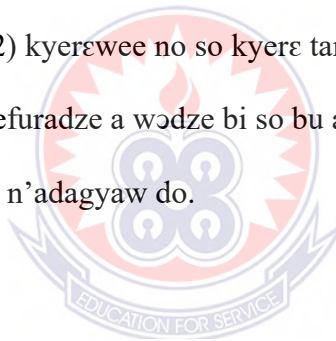 2) kyerɛwee no so kyerɛ tar
efuradze a wɔdze bi so bu a
n'adagyaw do.
EDUCATION FOR SERVICE